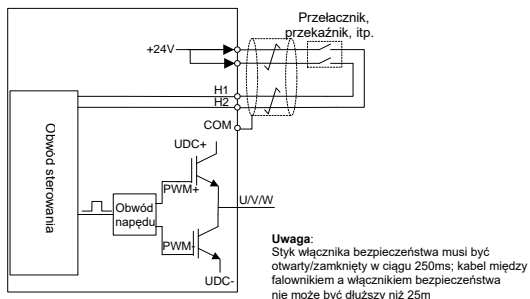 Przełacznik,
przekaźnik, itp.
+24V
H1
H2
COM
Obwód sterowania
UDC+
PWM+
U/V/W
Obwód
napędu
PWM-
UDC-
Uwaga:
Styk włącznika bezpieczeństwa musi być
otwarty/zamknięty w ciągu 250ms; kabel między
falownikiem a włącznikiem bezpieczeństwa
nie może być dłuższy niż 25m